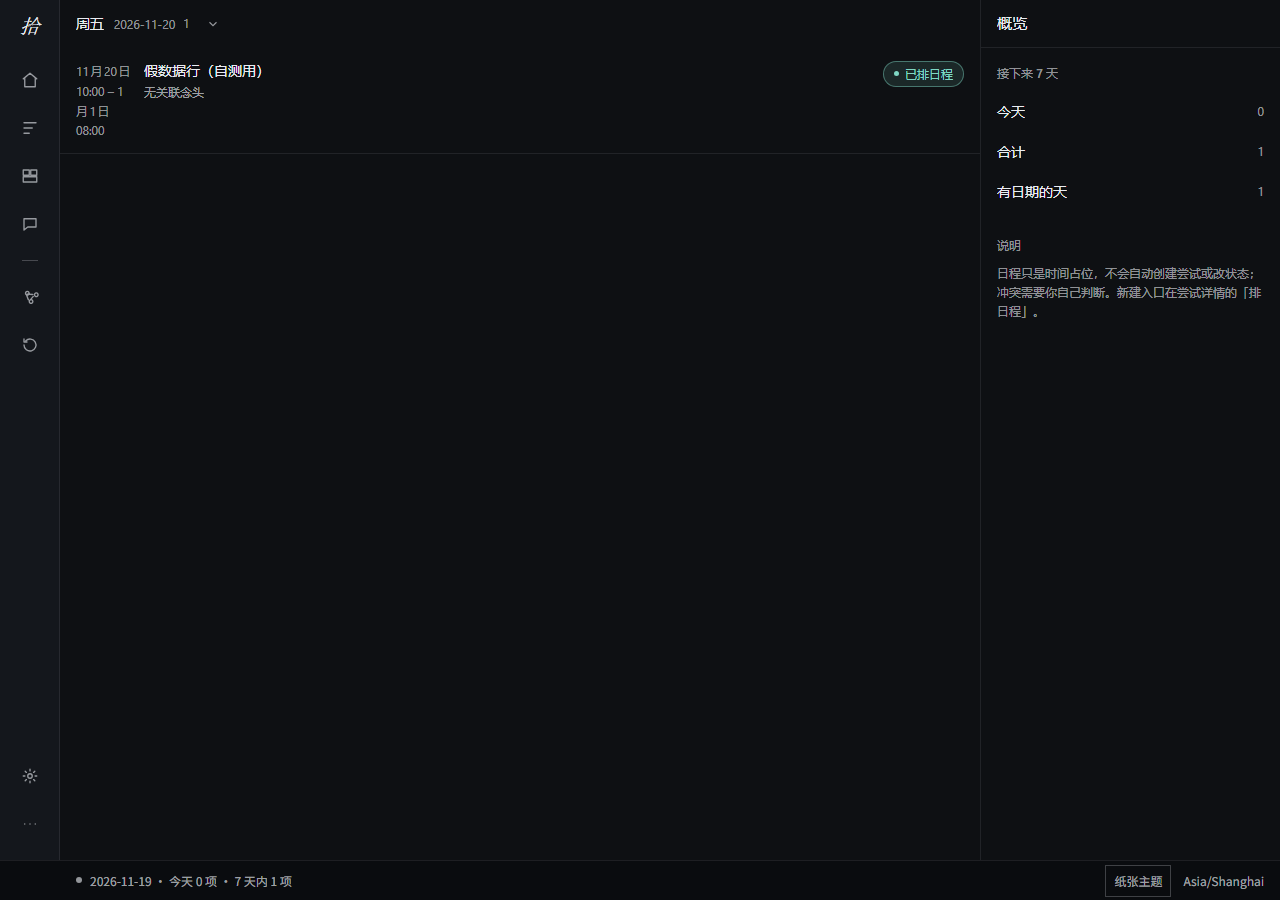 拾
周五 2026-11-20 1
11月20日
10:00 – 1
月1日
08:00
假数据行（自测用）
无关联念头
已排日程
概览
接下来 7 天
今天 0
合计 1
有日期的天 1
说明
日程只是时间占位，不会自动创建尝试或改状态；
冲突需要你自己判断。新建入口在尝试详情的「排
日程」。
...
2026-11-19 · 今天 0 项 · 7 天内 1 项
纸张主题
Asia/Shanghai